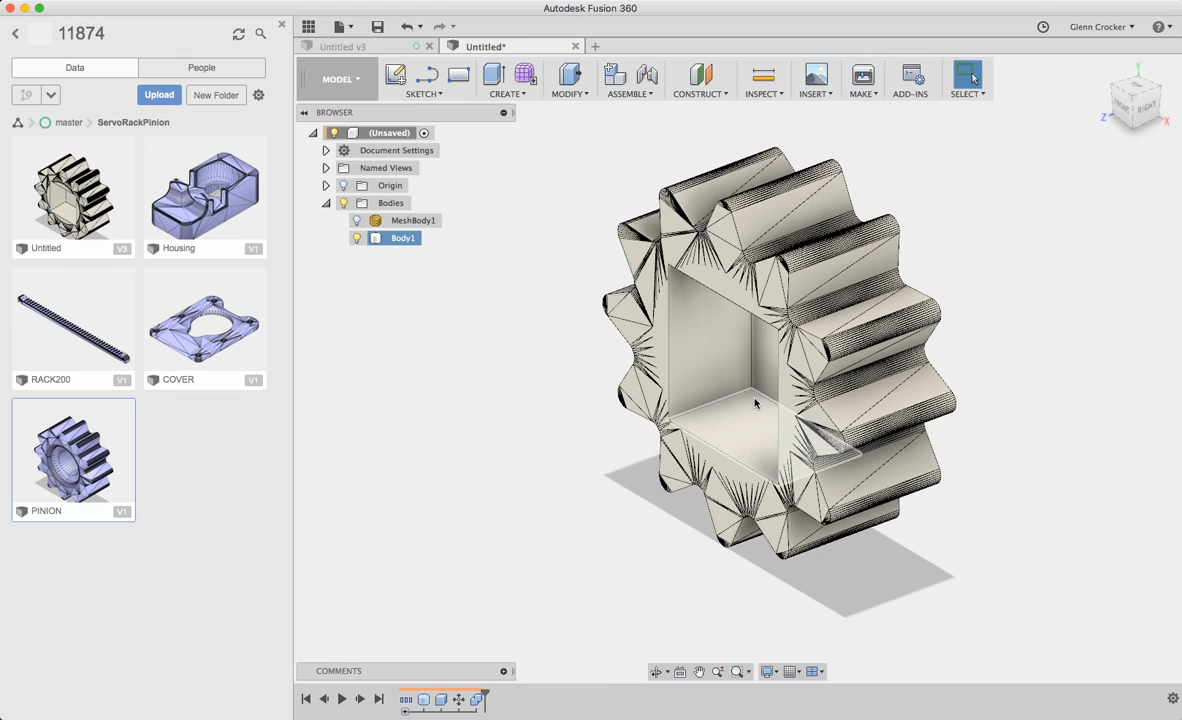 Autodesk Fusion 360
11874
Data
People
Upload
New Folder
master
ServoRackPinion
Untitled
V3
Housing
V1
RACK200
V1
COVER
V1
PINION
V1
Glenn Crocker
Untitled v3
Untitled*
MODEL
SKETCH
CREATE
MODIFY
ASSEMBLE
CONSTRUCT
INSPECT
INSERT
MAKE
ADD-INS
SELECT
BROWSER
(Unsaved)
Document Settings
Named Views
Origin
Bodies
MeshBody1
Body1
Y
FRONT
RIGHT
Z
X
COMMENTS